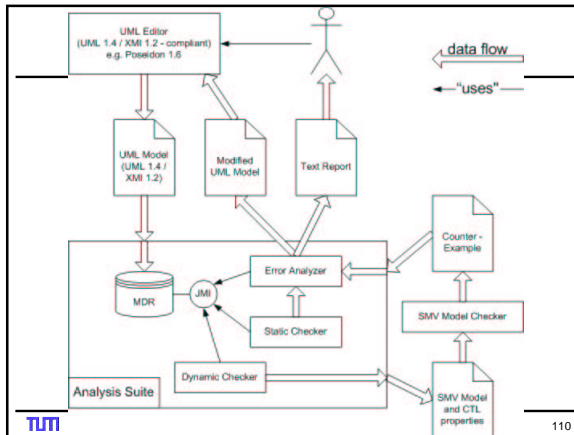 UML Editor
(UML 1.4 / XMI 1.2 - compliant)
e.g. Poseidon 1.6
data flow
"uses"
UML Model
(UML 1.4 /
XMI 1.2)
Modified
UML Model
Text Report
Counter -
Example
Error Analyzer
MDR
JMI
SMV Model Checker
Static Checker
Dynamic Checker
Analysis Suite
SMV Model
and CTL
properties
110